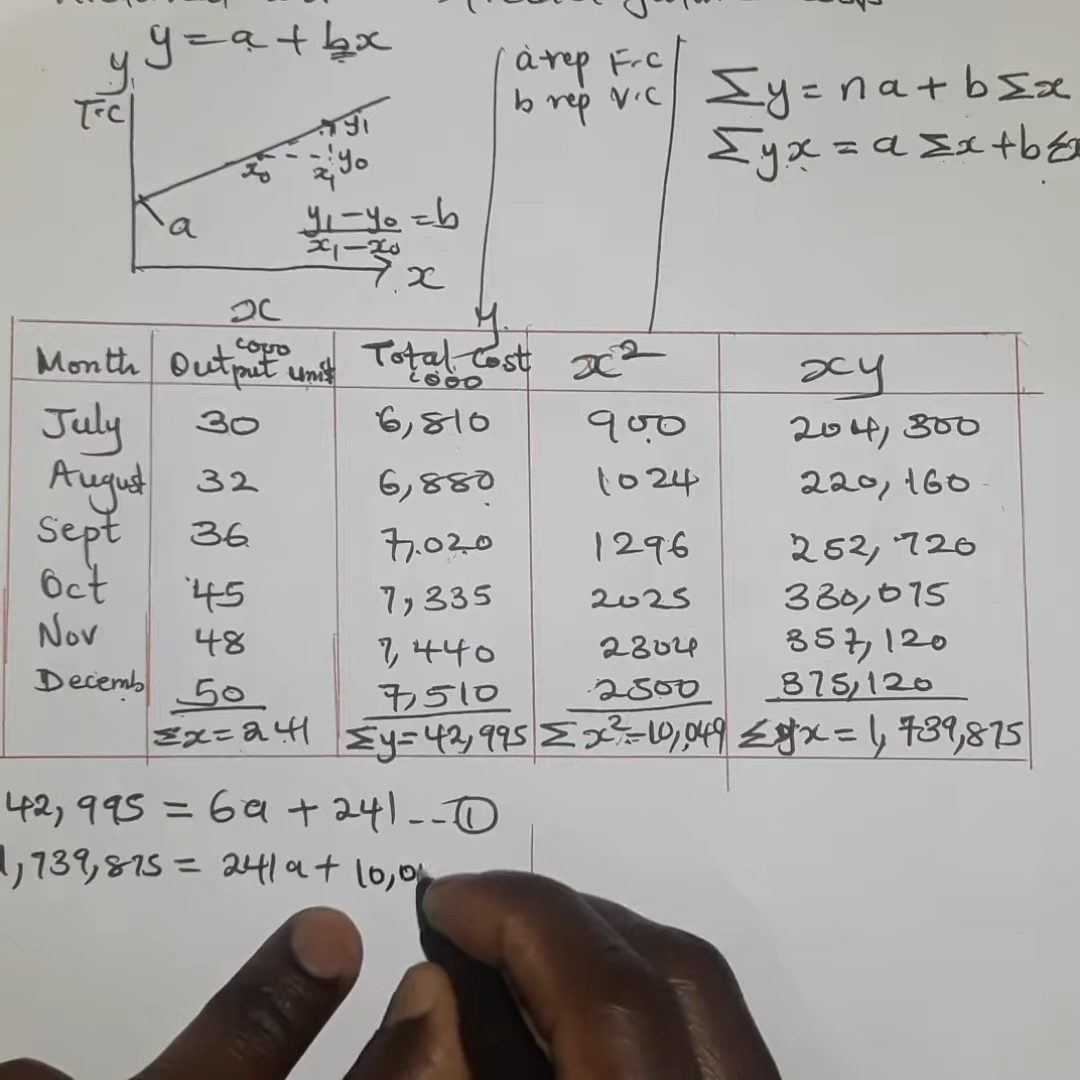 y = a + bx
y
T.C
y1
x0
x1
y0
a
y1 − y0 = b
x1 − x0
x
a rep F.C
b rep V.C
Σy = na + bΣx
Σyx = aΣx + bΣx
x
y
Month Output unit '000 Total Cost '000 x² xy
July 30 6,810 900 204,300
August 32 6,880 1024 220,160
Sept 36 7,020 1296 252,720
Oct 45 7,335 2025 330,075
Nov 48 7,440 2304 357,120
Decemb 50 7,510 2500 375,120
Σx = 241 Σy = 42,995 Σx² = 10,049 Σyx = 1,739,875
42,995 = 6a + 241 --①
1,739,875 = 241a + 10,0